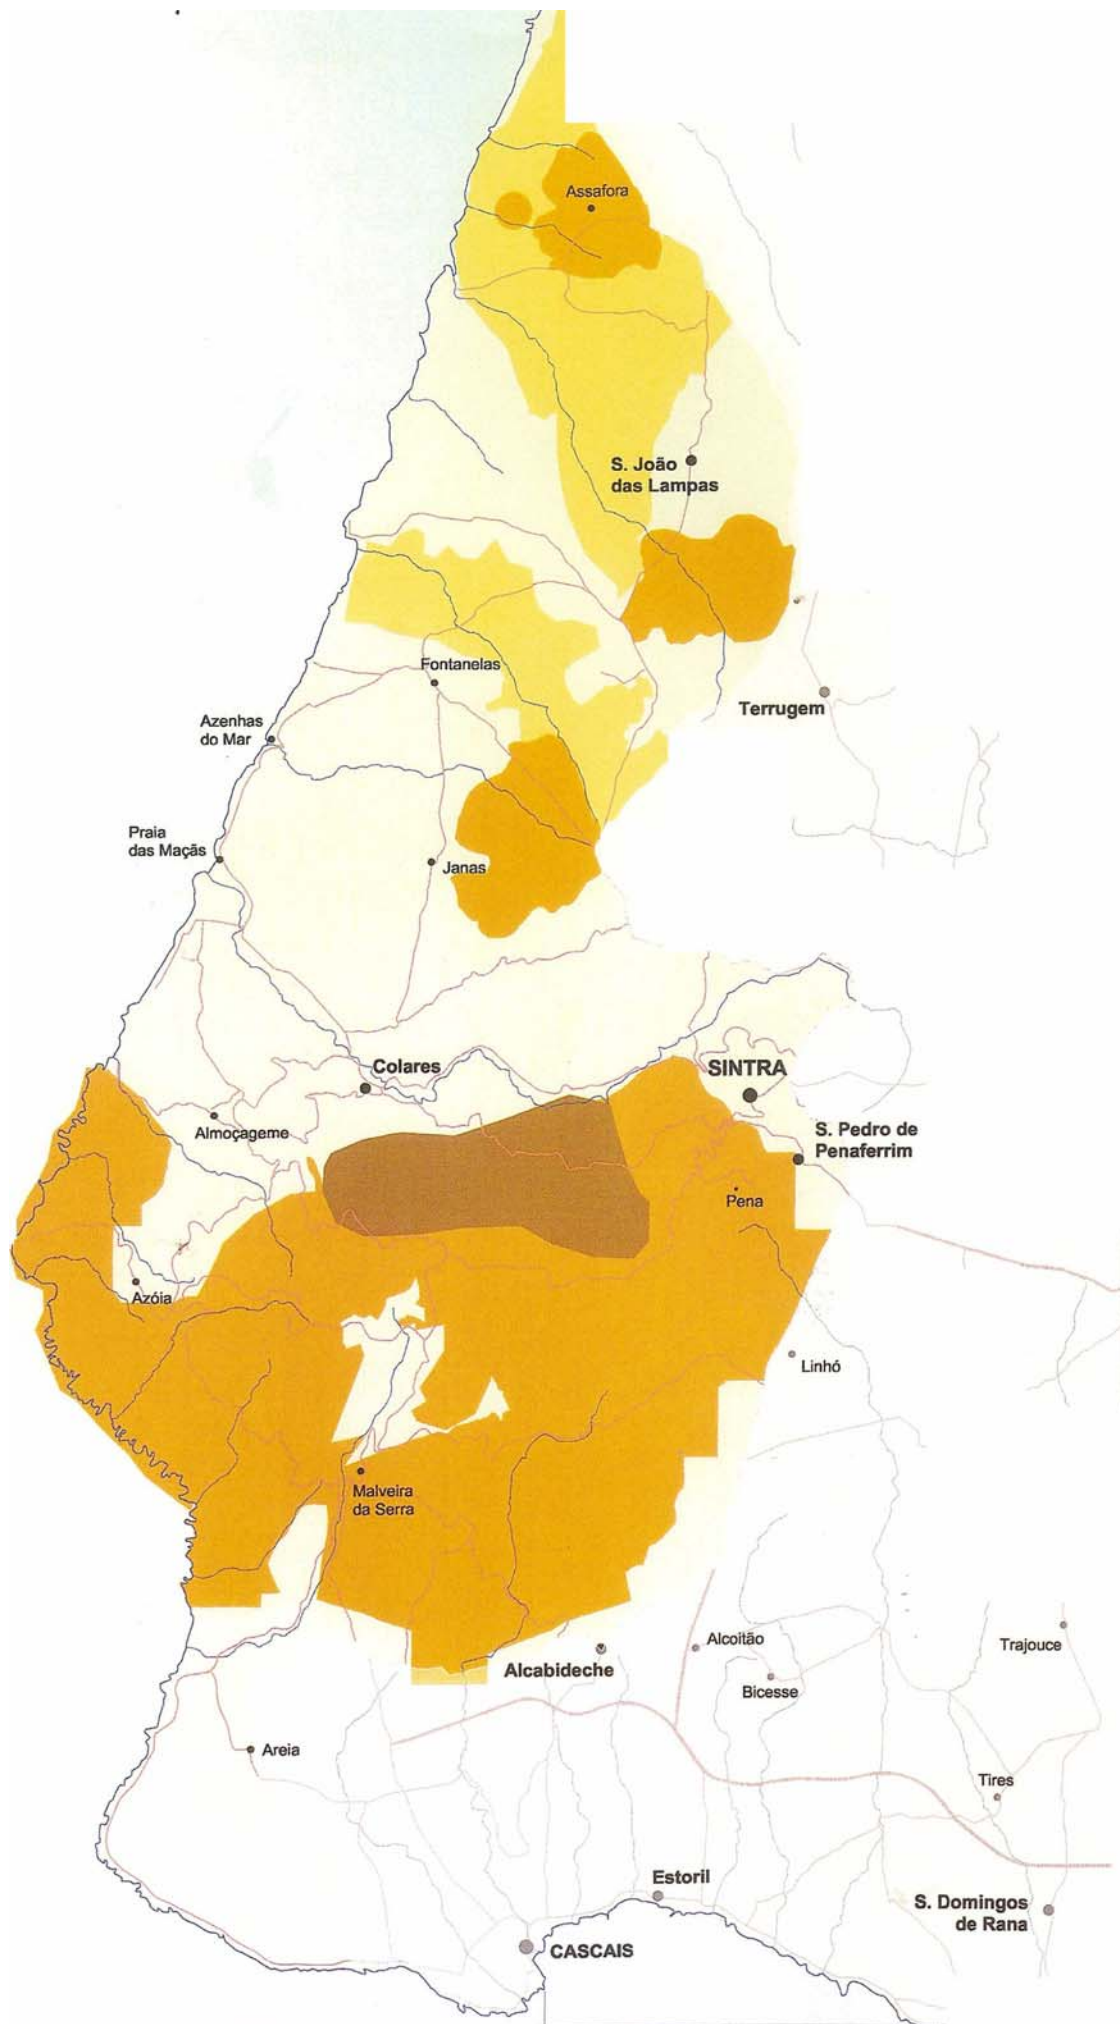 Assafora
S. João
das Lampas
Fontanelas
Terrugem
Azenhas
do Mar
Praia
das Maçãs
Janas
Colares
SINTRA
Almoçageme
S. Pedro de
Penaferrim
Pena
Azóia
Linhó
Malveira
da Serra
Alcabideche
Alcoitão
Trajouce
Bicesse
Areia
Tires
Estoril
S. Domingos
de Rana
CASCAIS